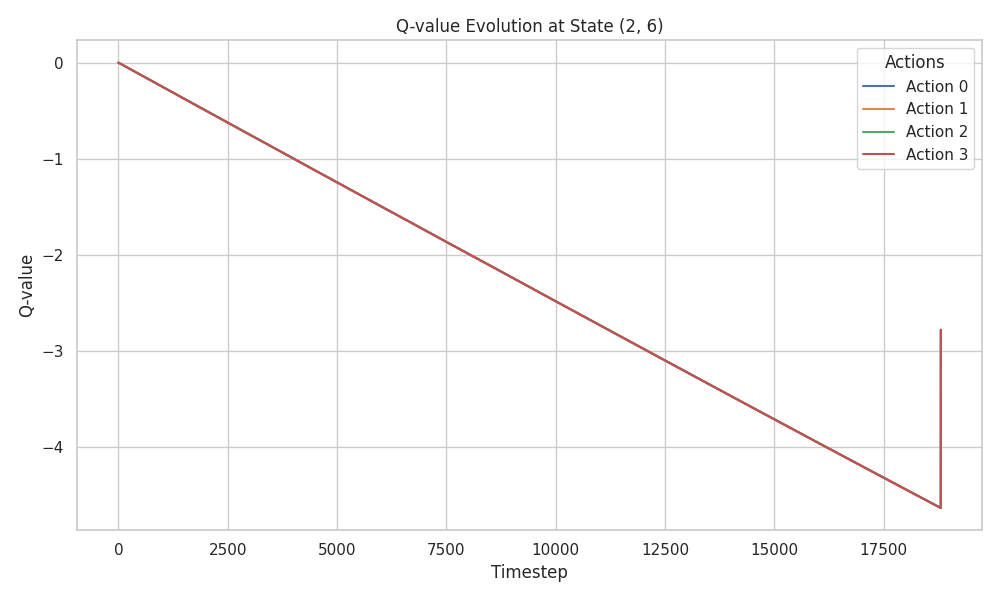 Q-value Evolution at State (2, 6)
Actions
Action 0
Action 1
Action 2
Action 3
Q-value
0
−1
−2
−3
−4
0 2500 5000 7500 10000 12500 15000 17500
Timestep